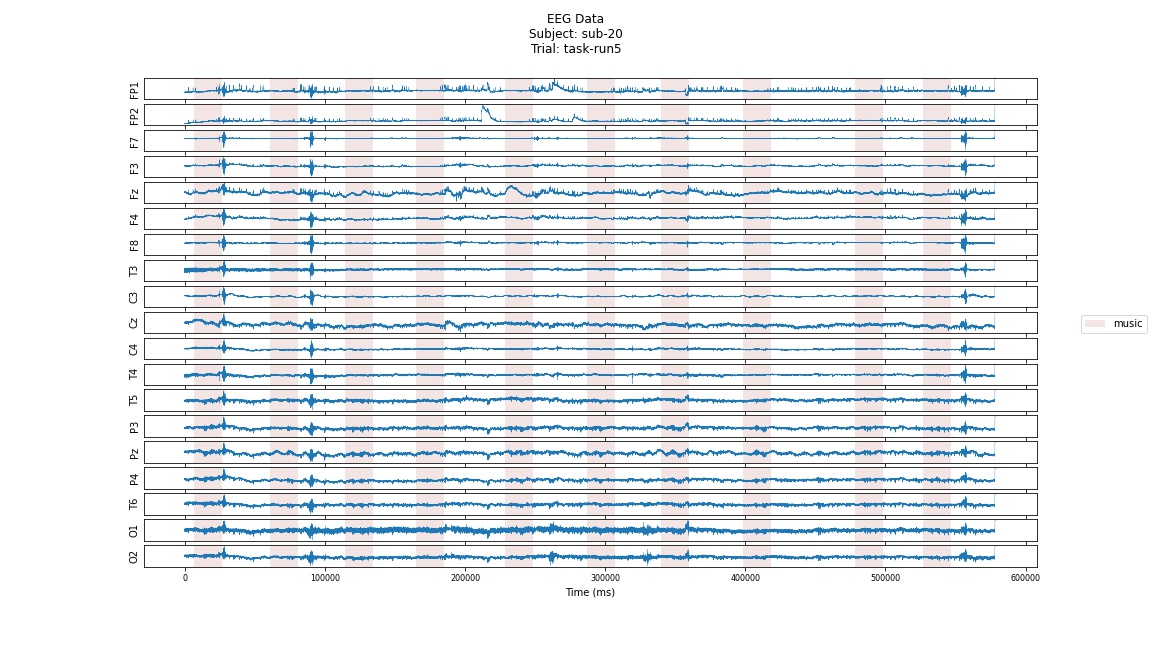 EEG Data
Subject: sub-20
Trial: task-run5
FP1
FP2
F7
F3
Fz
F4
F8
T3
C3
Cz
C4
T4
T5
P3
Pz
P4
T6
O1
O2
music
0 100000 200000 300000 400000 500000 600000
Time (ms)